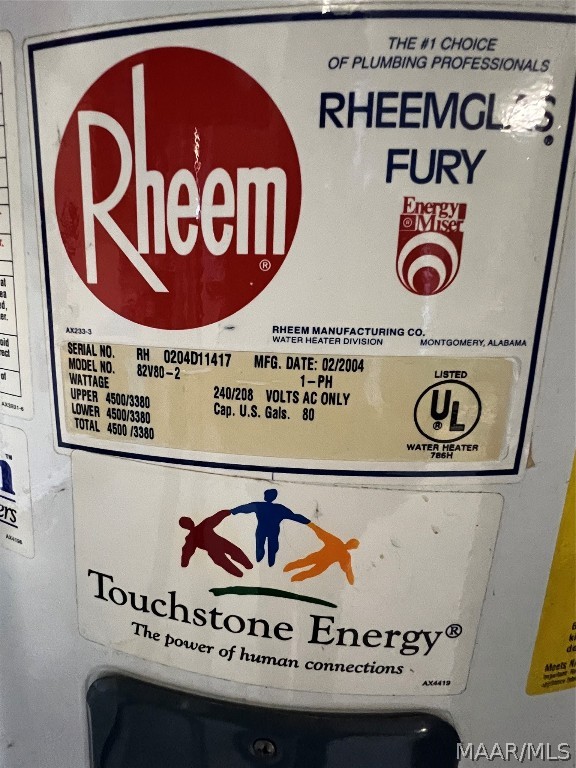 Rheem®
THE #1 CHOICE
OF PLUMBING PROFESSIONALS
RHEEMGLAS®
FURY
Energy
Miser
AX233-3
RHEEM MANUFACTURING CO.
WATER HEATER DIVISION MONTGOMERY, ALABAMA
SERIAL NO. RH 0204D11417 MFG. DATE: 02/2004
MODEL NO. 82V80-2 1-PH
WATTAGE 240/208 VOLTS AC ONLY
UPPER 4500/3380 Cap. U.S. Gals. 80
LOWER 4500/3380
TOTAL 4500/3380
LISTED
UL
WATER HEATER
786H
Touchstone Energy®
The power of human connections
AX4419
MAAR/MLS